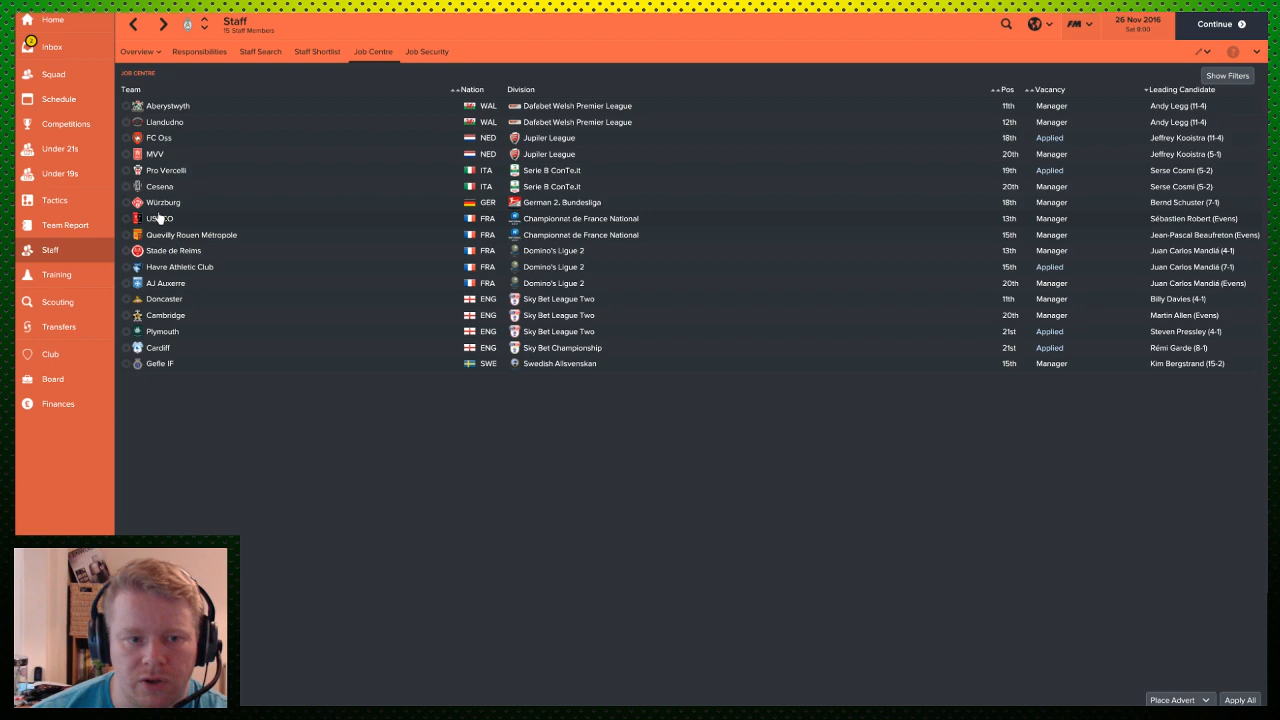 Home
Staff
15 Staff Members
FM
26 Nov 2016
Sat 8:00
Continue
Inbox
2
Overview
Responsibilities
Staff Search
Staff Shortlist
Job Centre
Job Security
Squad
Schedule
Competitions
Under 21s
Under 19s
Tactics
Team Report
Staff
Training
Scouting
Transfers
Club
Board
Finances
JOB CENTRE
Show Filters
Team Nation Division Pos Vacancy Leading Candidate
Aberystwyth WAL Dafabet Welsh Premier League 11th Manager Andy Legg (11-4)
Llandudno WAL Dafabet Welsh Premier League 12th Manager Andy Legg (11-4)
FC Oss NED Jupiler League 18th Applied Jeffrey Kooistra (11-4)
MVV NED Jupiler League 20th Manager Jeffrey Kooistra (5-1)
Pro Vercelli ITA Serie B ConTe.it 19th Applied Serse Cosmi (5-2)
Cesena ITA Serie B ConTe.it 20th Manager Serse Cosmi (5-2)
Würzburg GER German 2. Bundesliga 18th Manager Bernd Schuster (7-1)
FRA Championnat de France National 13th Manager Sébastien Robert (Evens)
Quevilly Rouen Métropole FRA Championnat de France National 15th Manager Jean-Pascal Beaufreton (Evens)
Stade de Reims FRA Domino's Ligue 2 13th Manager Juan Carlos Mandiá (4-1)
Havre Athletic Club FRA Domino's Ligue 2 15th Applied Juan Carlos Mandiá (7-1)
AJ Auxerre FRA Domino's Ligue 2 20th Manager Juan Carlos Mandiá (Evens)
Doncaster ENG Sky Bet League Two 11th Manager Billy Davies (4-1)
Cambridge ENG Sky Bet League Two 20th Manager Martin Allen (Evens)
Plymouth ENG Sky Bet League Two 21st Applied Steven Pressley (4-1)
Cardiff ENG Sky Bet Championship 21st Applied Rémi Garde (8-1)
Gefle IF SWE Swedish Allsvenskan 15th Manager Kim Bergstrand (15-2)
Place Advert
Apply All